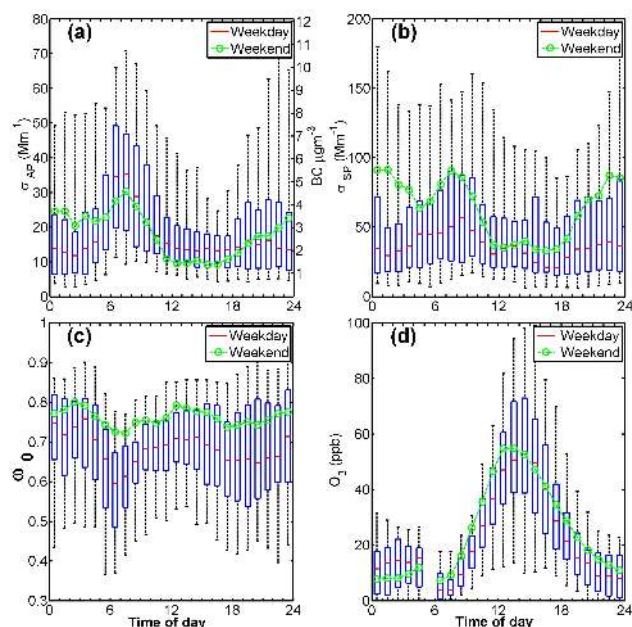 (a)
Weekday
Weekend
80
70
60
50
40
30
20
10
0
σ AP (Mm⁻¹)
12
11
10
9
8
7
6
5
4
3
2
1
0
BC μgm⁻³
0 6 12 18 24
(b)
Weekday
Weekend
200
150
100
50
0
σ SP (Mm⁻¹)
0 6 12 18 24
(c)
Weekday
Weekend
1
0.9
0.8
0.7
0.6
0.5
0.4
0.3
ω 0
0 6 12 18 24
Time of day
(d)
Weekday
Weekend
100
80
60
40
20
0
O₃ (ppb)
0 6 12 18 24
Time of day